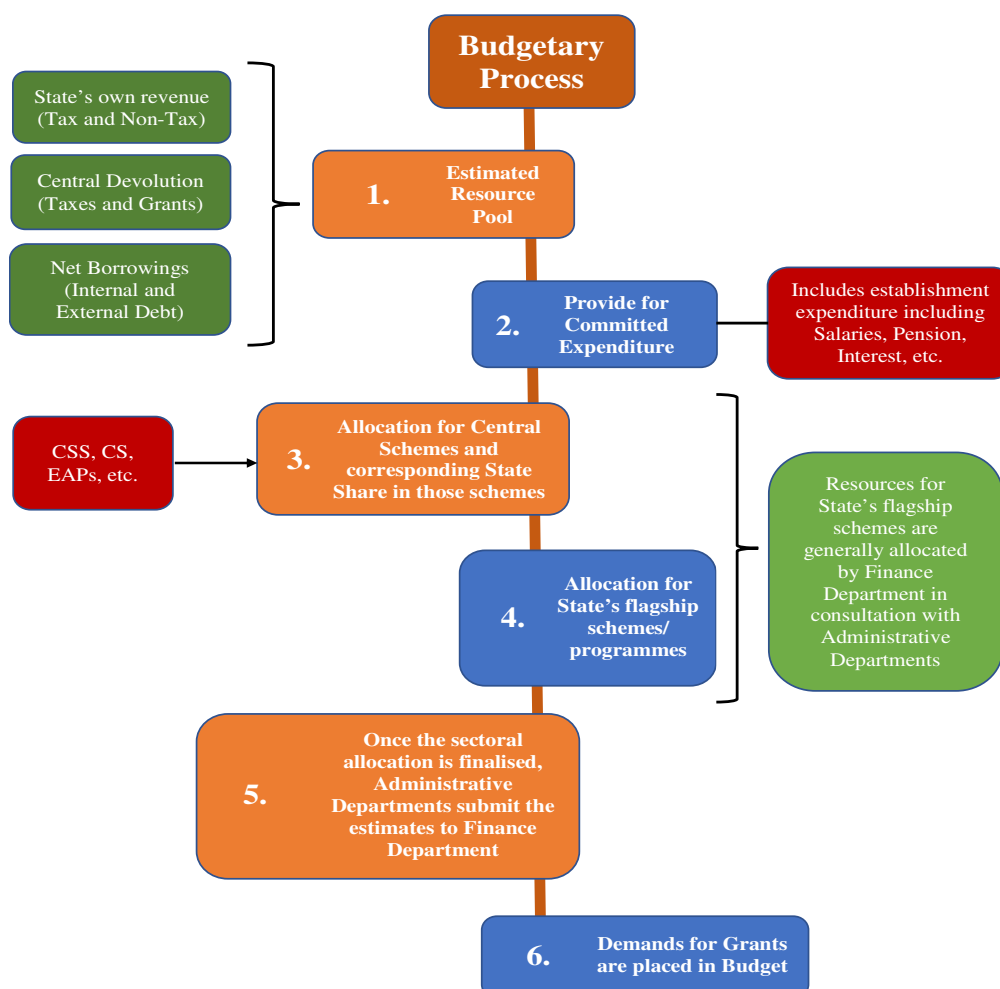 Budgetary
Process
State's own revenue
(Tax and Non-Tax)
Central Devolution
(Taxes and Grants)
Net Borrowings
(Internal and
External Debt)
1.
Estimated
Resource
Pool
2.
Provide for
Committed
Expenditure
Includes establishment
expenditure including
Salaries, Pension,
Interest, etc.
CSS, CS,
EAPs, etc.
3.
Allocation for Central
Schemes and
corresponding State
Share in those schemes
4.
Allocation for
State's flagship
schemes/
programmes
Resources for
State's flagship
schemes are
generally allocated
by Finance
Department in
consultation with
Administrative
Departments
5.
Once the sectoral
allocation is finalised,
Administrative
Departments submit the
estimates to Finance
Department
6.
Demands for Grants
are placed in Budget